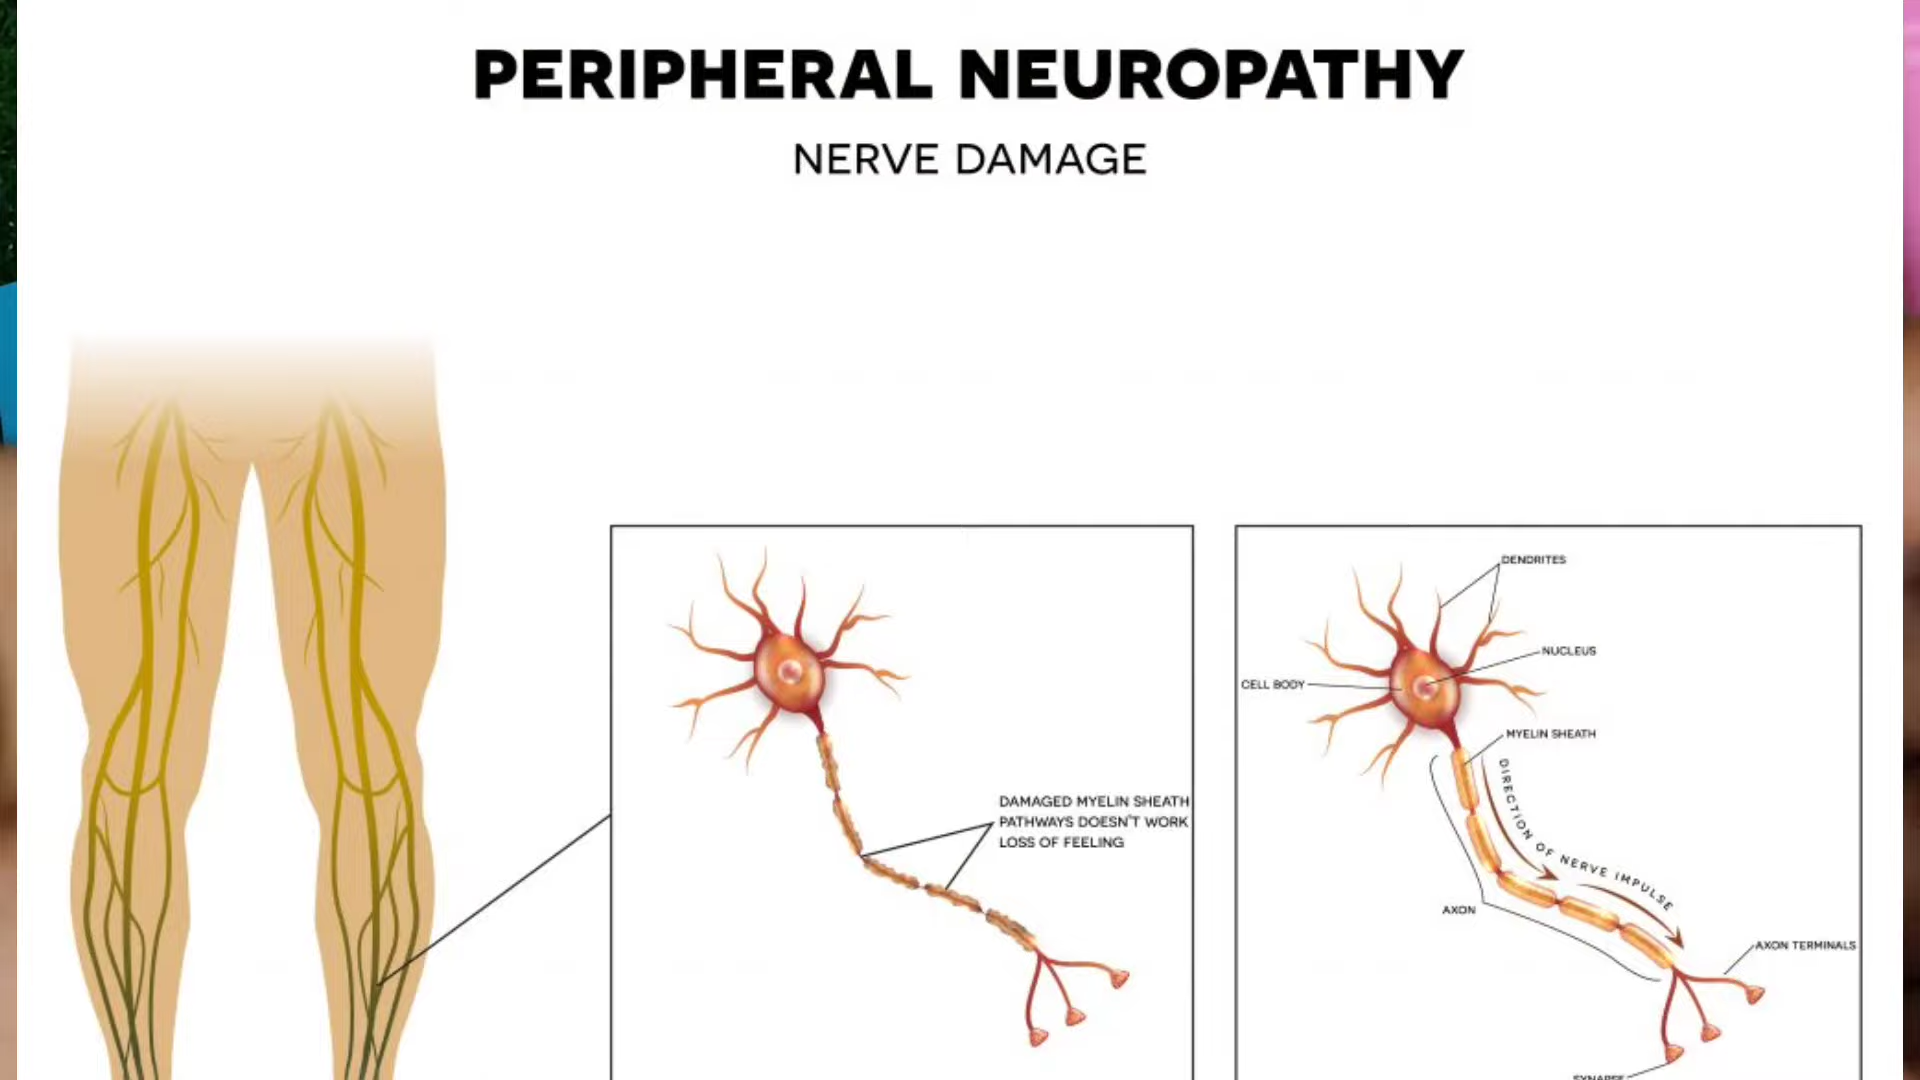 PERIPHERAL NEUROPATHY
NERVE DAMAGE
DAMAGED MYELIN SHEATH
PATHWAYS DOESN'T WORK
LOSS OF FEELING
DENDRITES
NUCLEUS
CELL BODY
MYELIN SHEATH
DIRECTION OF NERVE IMPULSE
AXON
AXON TERMINALS
SYNAPSE